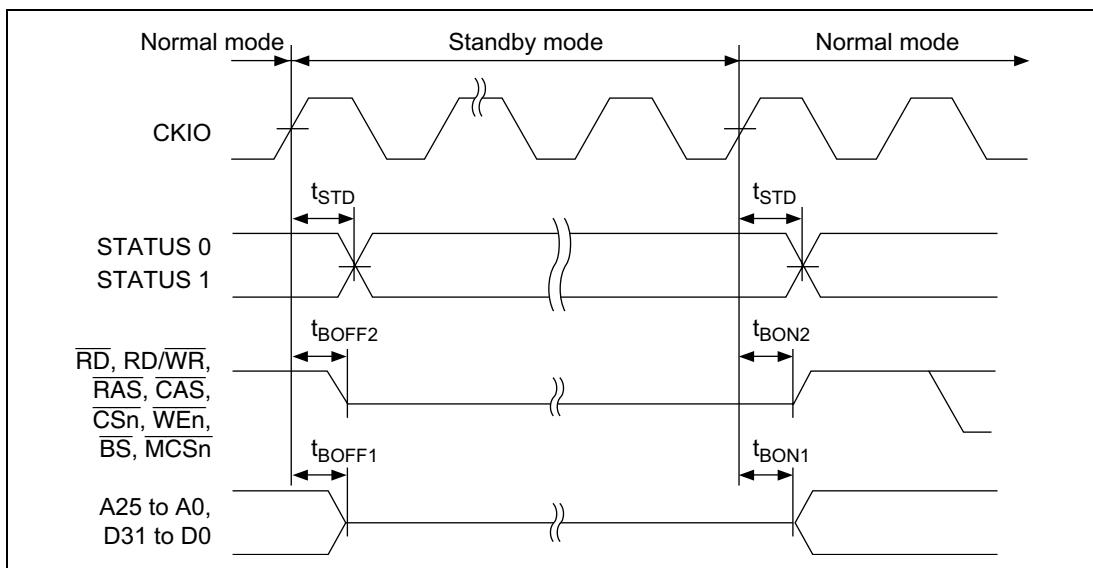 Normal mode Standby mode Normal mode
CKIO
tSTD tSTD
STATUS 0
STATUS 1
tBOFF2 tBON2
RD, RD/WR,
RAS, CAS,
CSn, WEn,
BS, MCSn
tBOFF1 tBON1
A25 to A0,
D31 to D0